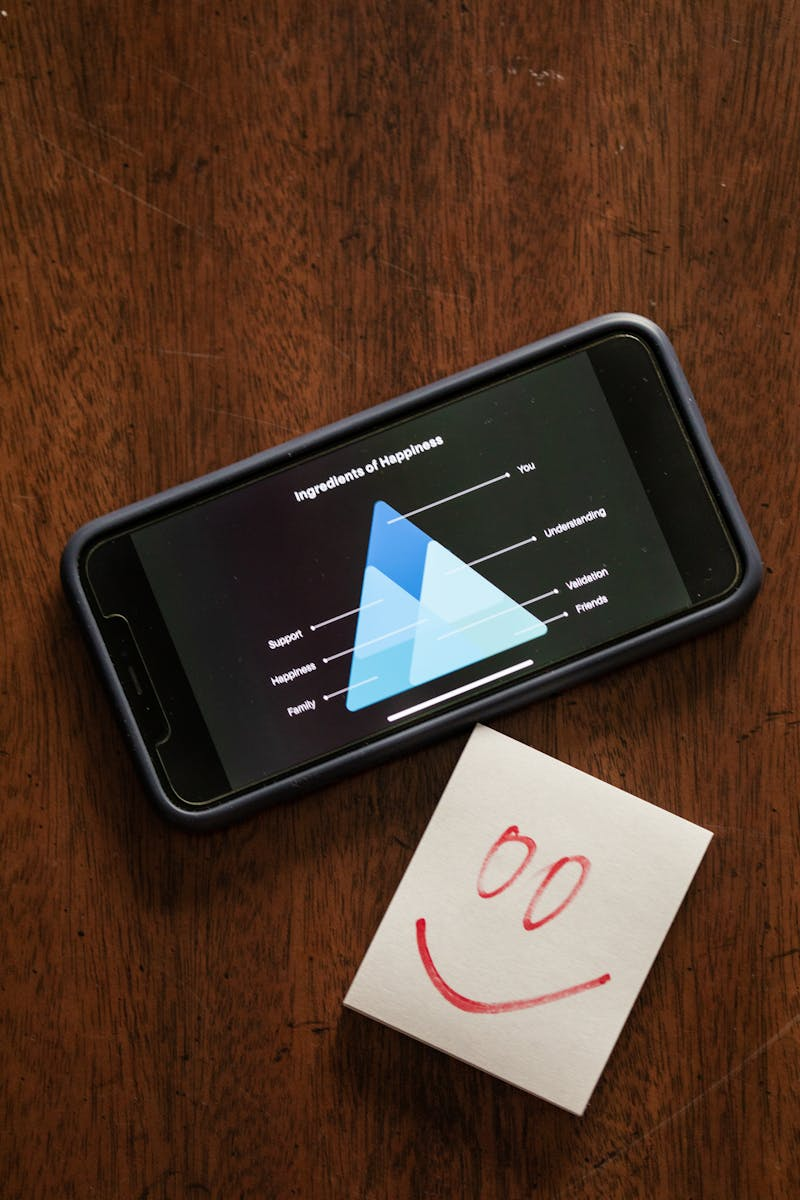 Ingredients of Happiness
You
Understanding
Validation
Friends
Support
Happiness
Family